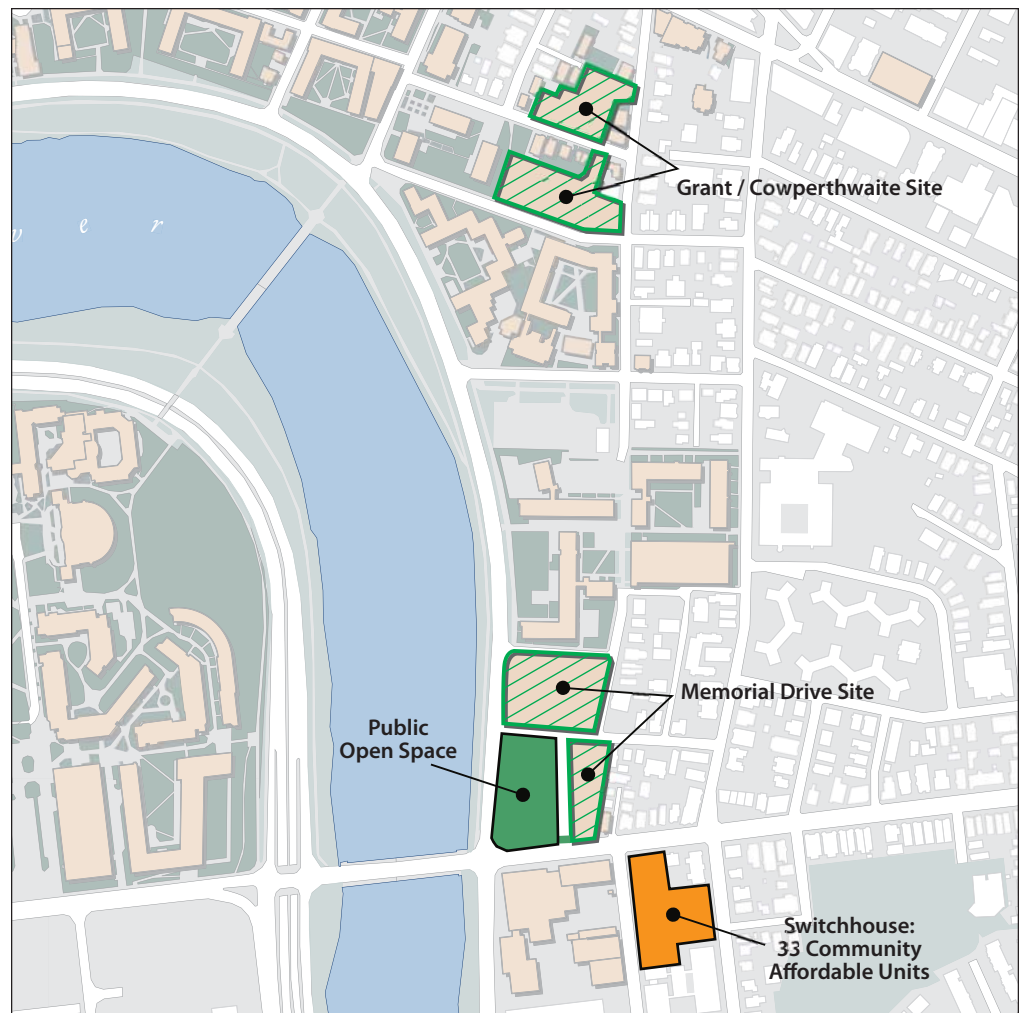 Grant / Cowperthwaite Site
v e r
Memorial Drive Site
Public
Open Space
Switchhouse:
33 Community
Affordable Units